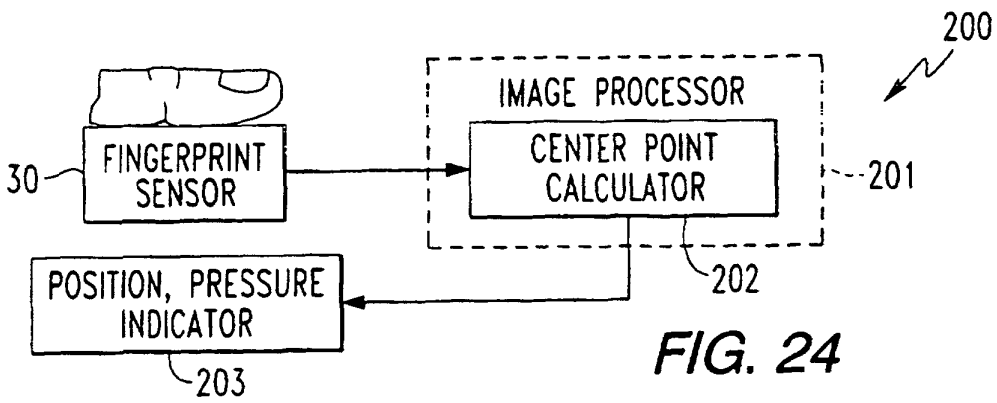 200
IMAGE PROCESSOR
CENTER POINT
CALCULATOR
30
FINGERPRINT
SENSOR
201
202
POSITION, PRESSURE
INDICATOR
203
FIG. 24